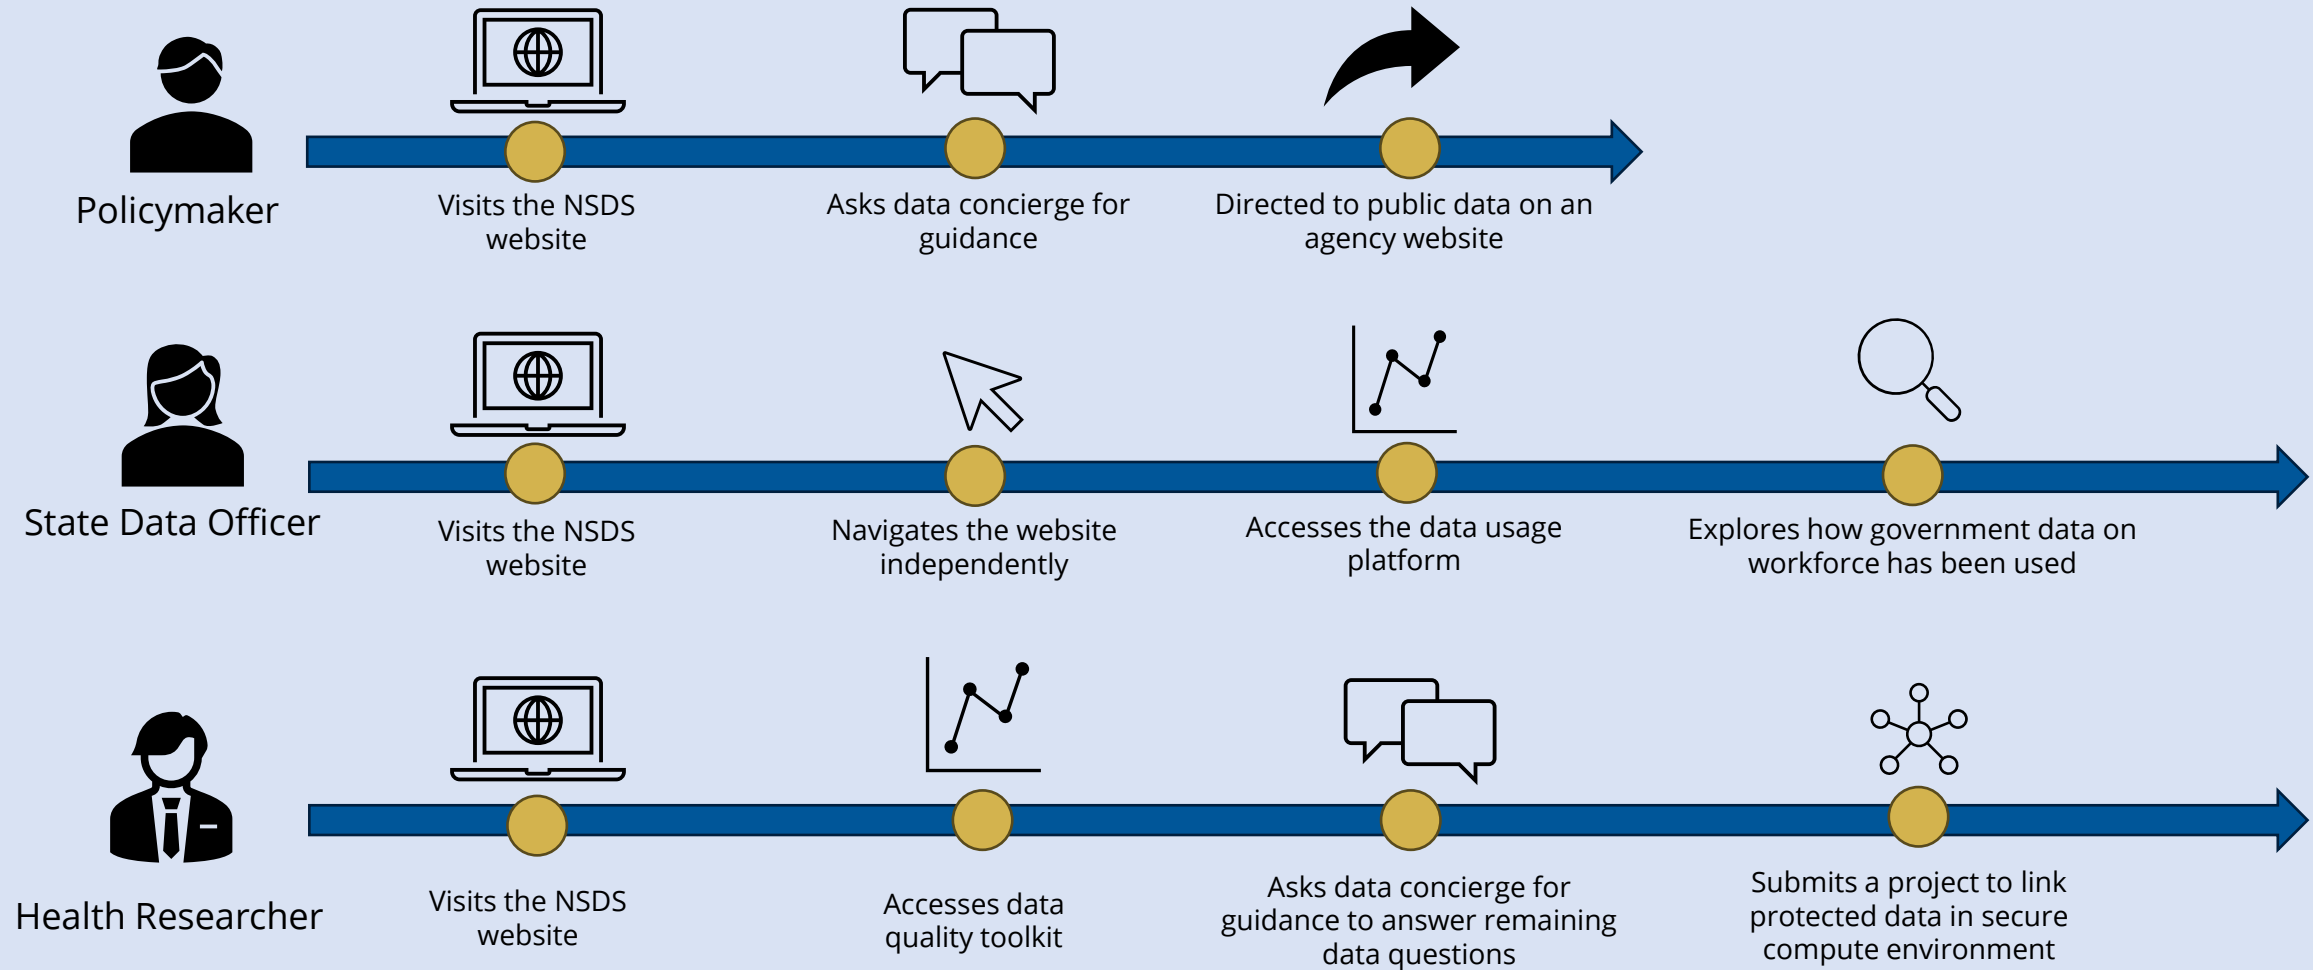 Policymaker
Visits the NSDS
website
Asks data concierge for
guidance
Directed to public data on an
agency website
State Data Officer
Visits the NSDS
website
Navigates the website
independently
Accesses the data usage
platform
Explores how government data on
workforce has been used
Health Researcher
Visits the NSDS
website
Accesses data
quality toolkit
Asks data concierge for
guidance to answer remaining
data questions
Submits a project to link
protected data in secure
compute environment